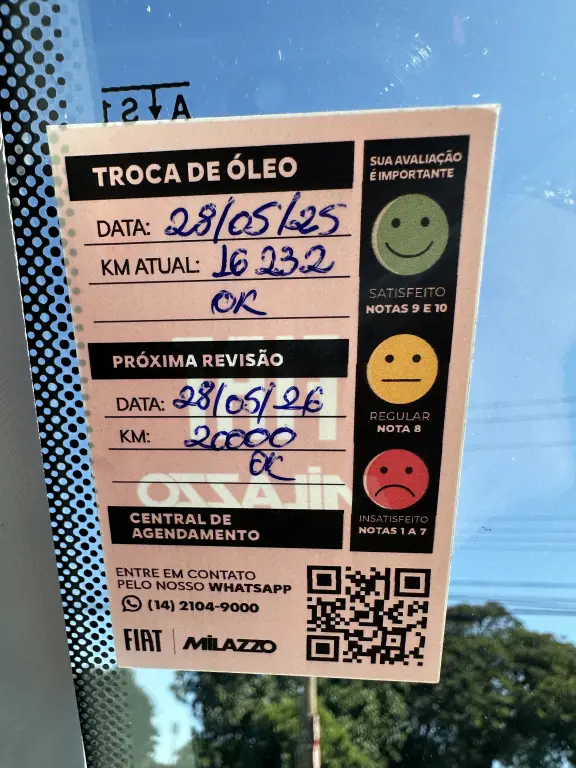 A S1
TROCA DE ÓLEO
DATA: 28/05/25
KM ATUAL: 16232
OK
PRÓXIMA REVISÃO
DATA: 28/05/26
KM: 20000
OK
MILAZZO
CENTRAL DE
AGENDAMENTO
ENTRE EM CONTATO
PELO NOSSO WHATSAPP
(14) 2104-9000
FIAT | MILAZZO
SUA AVALIAÇÃO
É IMPORTANTE
SATISFEITO
NOTAS 9 E 10
REGULAR
NOTA 8
INSATISFEITO
NOTAS 1 A 7